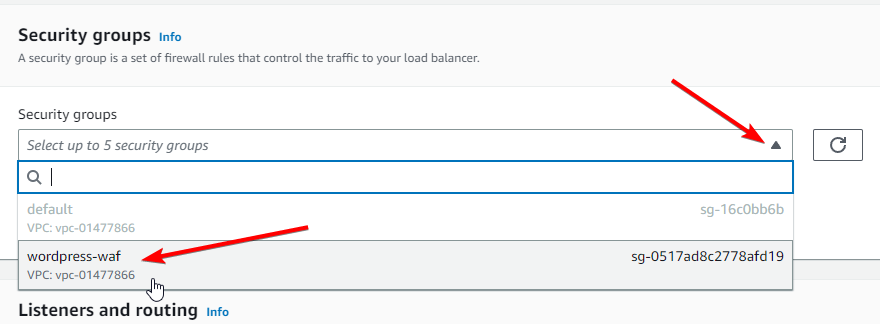 Security groups Info
A security group is a set of firewall rules that control the traffic to your load balancer.
Security groups
Select up to 5 security groups
default sg-16c0bb6b
VPC: vpc-01477866
wordpress-waf sg-0517ad8c2778afd19
VPC: vpc-01477866
Listeners and routing Info